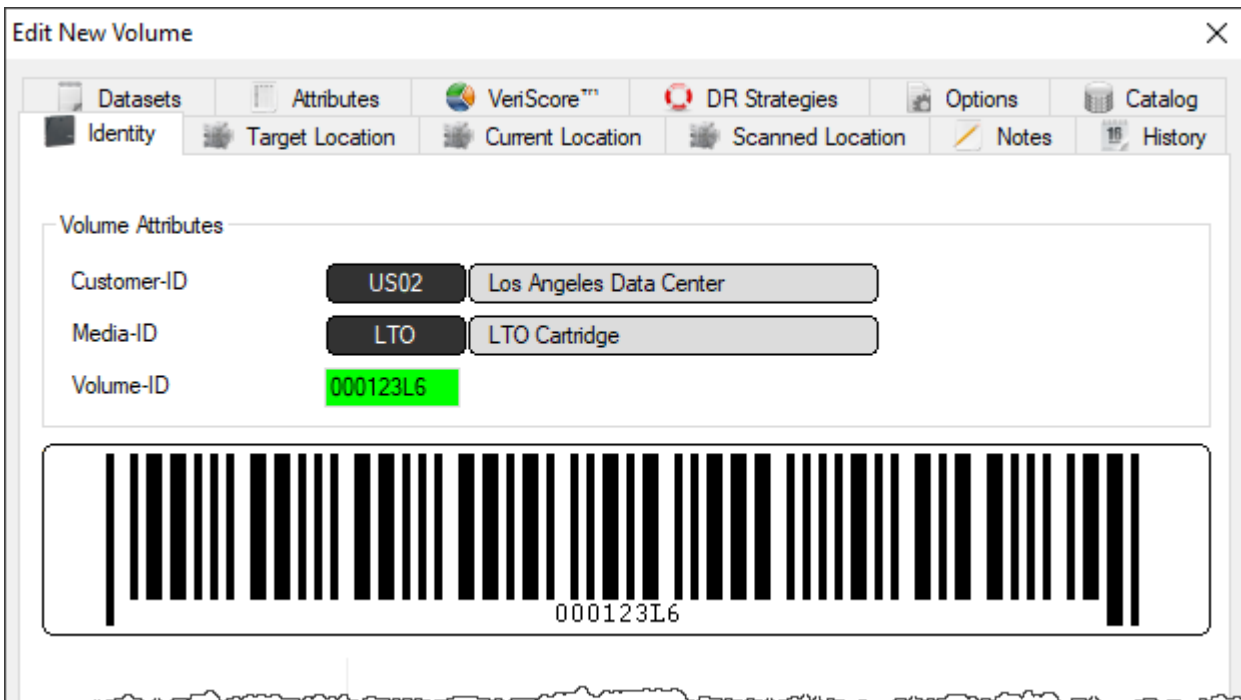 Edit New Volume
Datasets Attributes VeriScore™ DR Strategies Options Catalog
Identity Target Location Current Location Scanned Location Notes History
Volume Attributes
Customer-ID US02 Los Angeles Data Center
Media-ID LTO LTO Cartridge
Volume-ID 000123L6
000123L6